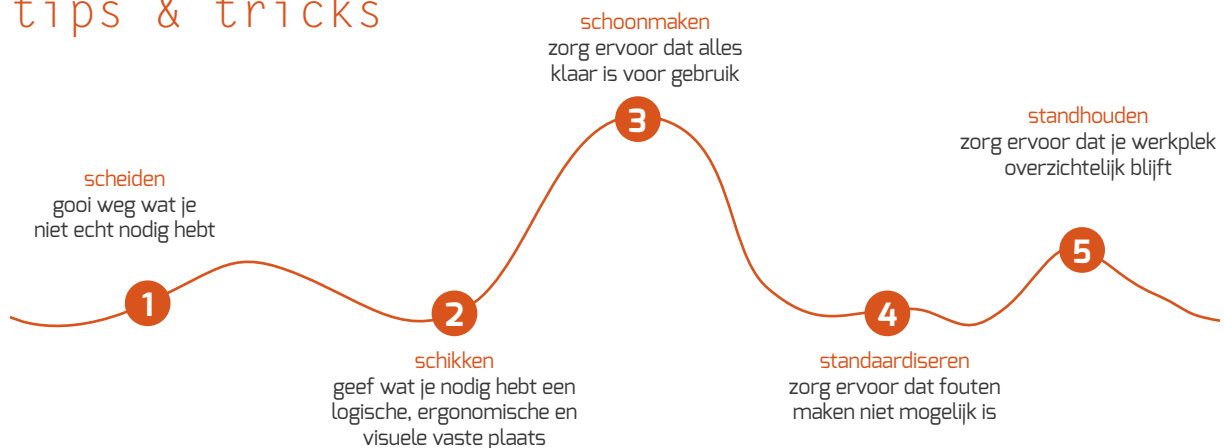 tips & tricks
1
scheiden
gooi weg wat je
niet echt nodig hebt
2
schikken
geef wat je nodig hebt een
logische, ergonomische en
visuele vaste plaats
3
schoonmaken
zorg ervoor dat alles
klaar is voor gebruik
4
standaardiseren
zorg ervoor dat fouten
maken niet mogelijk is
5
standhouden
zorg ervoor dat je werkplek
overzichtelijk blijft